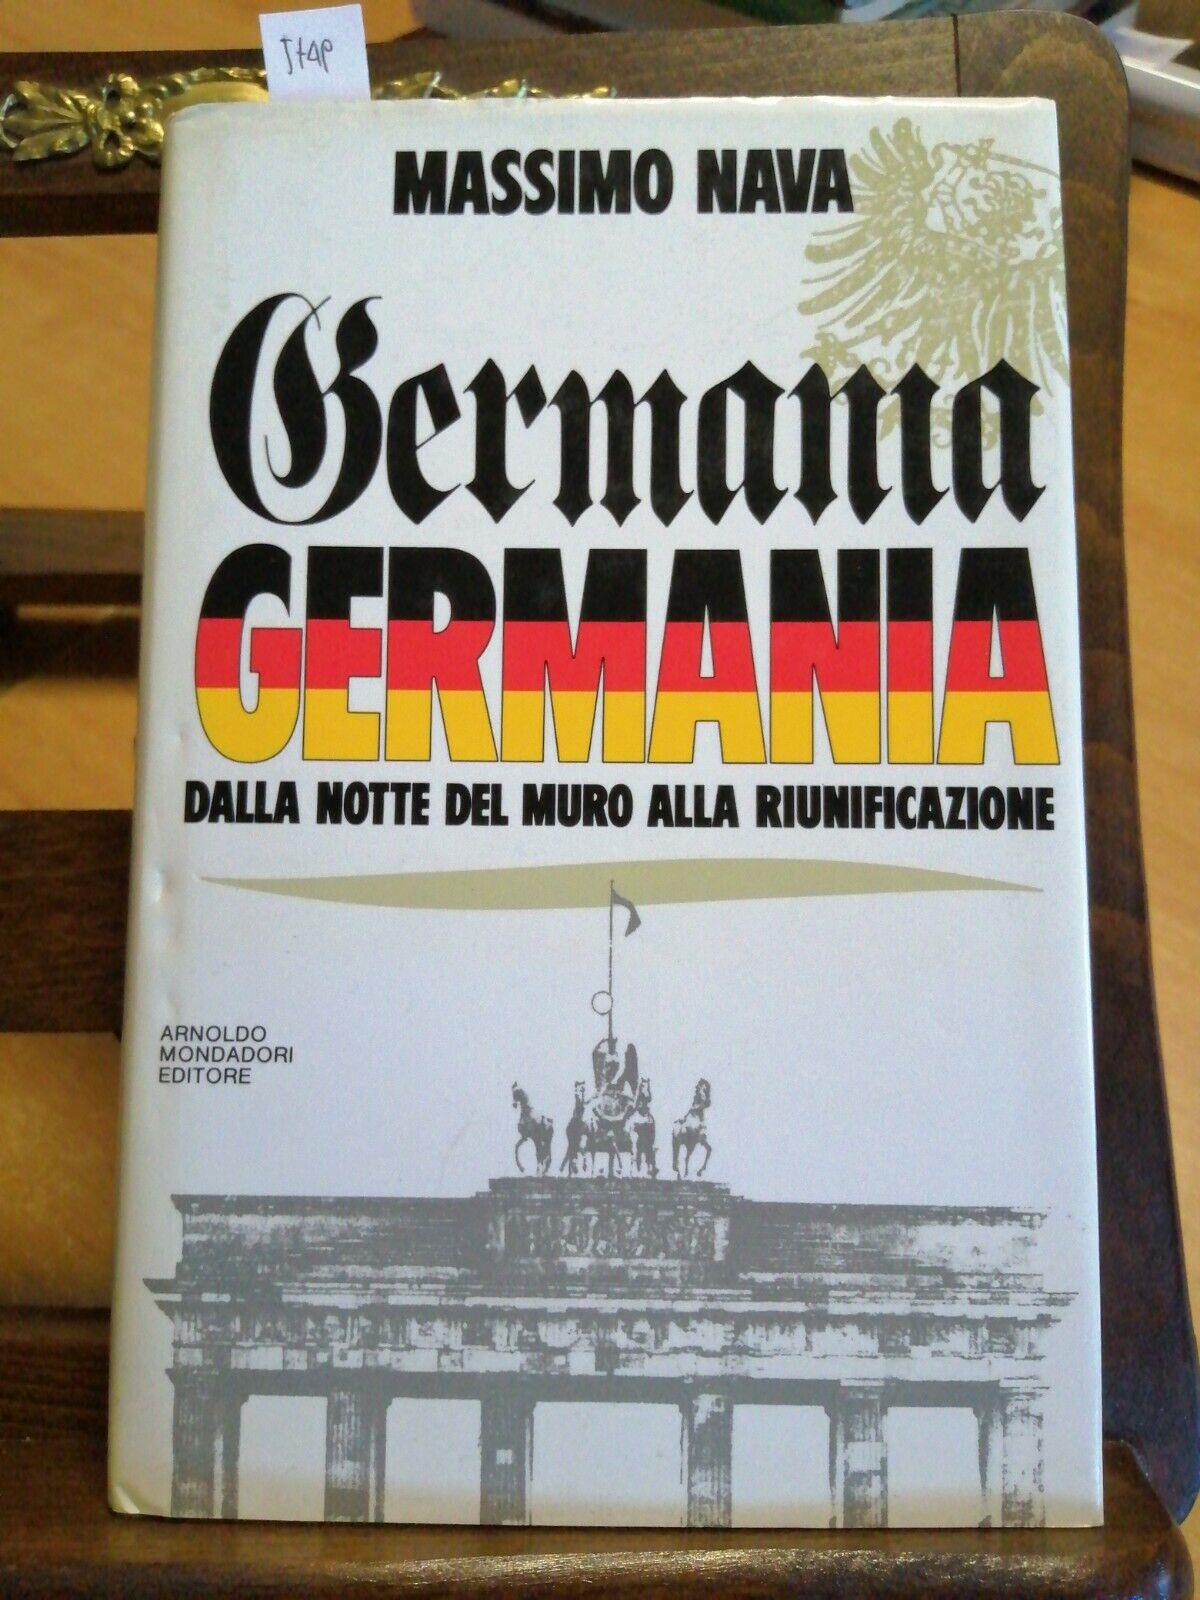 MASSIMO NAVA
Germania
GERMANIA
DALLA NOTTE DEL MURO ALLA RIUNIFICAZIONE
ARNOLDO
MONDADORI
EDITORE